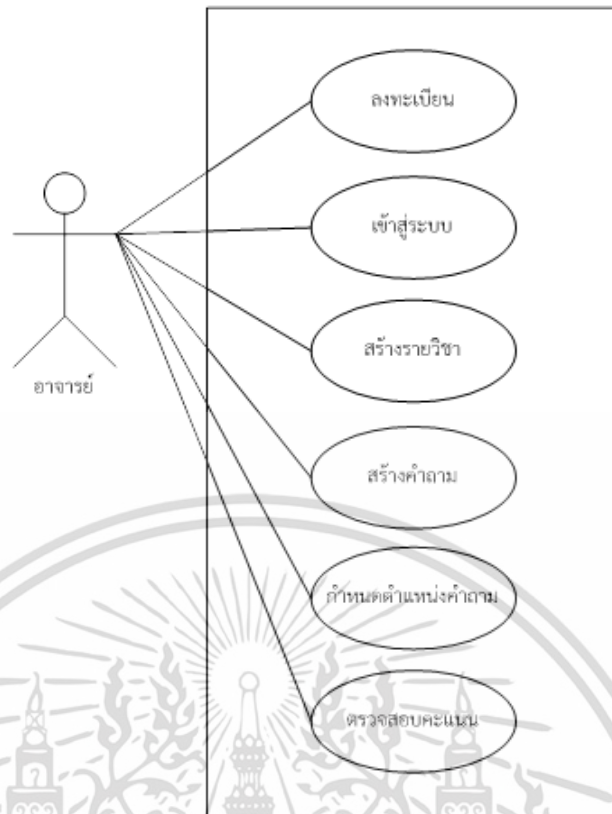 ลงทะเบียน
เข้าสู่ระบบ
สร้างรายวิชา
อาจารย์
สร้างคำถาม
กำหนดตำแหน่งคำถาม
ตรวจสอบคะแนน